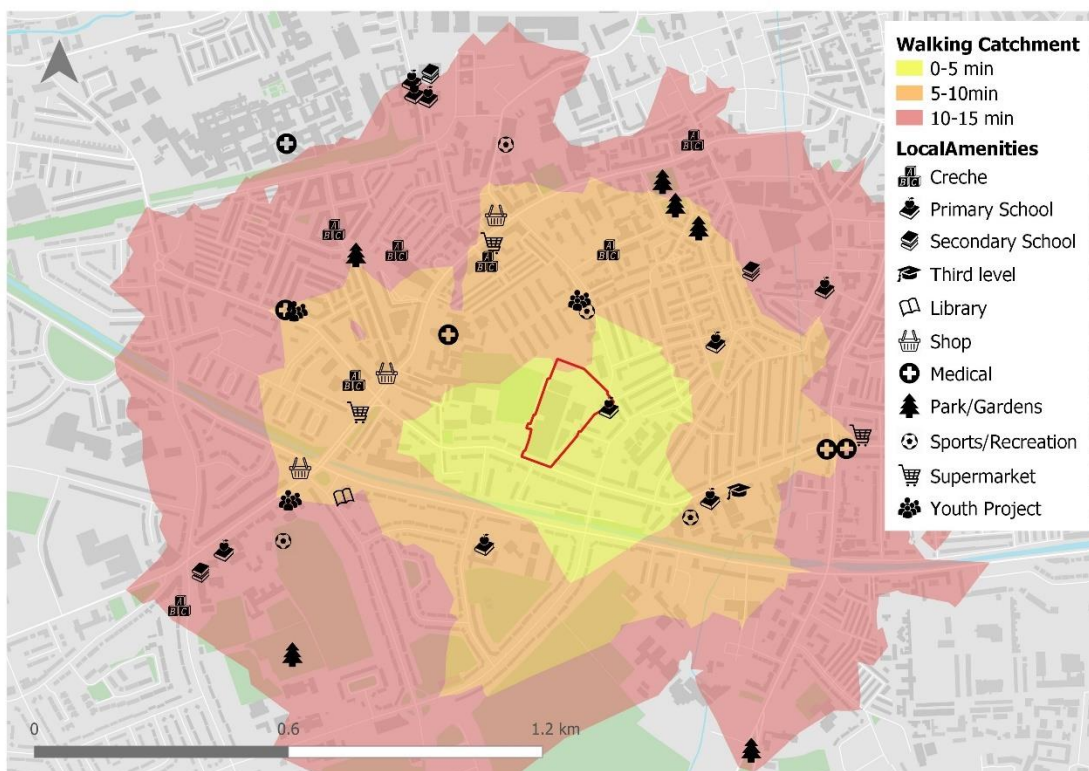 Walking Catchment
0-5 min
5-10min
10-15 min
LocalAmenities
Creche
Primary School
Secondary School
Third level
Library
Shop
Medical
Park/Gardens
Sports/Recreation
Supermarket
Youth Project
0 0.6 1.2 km